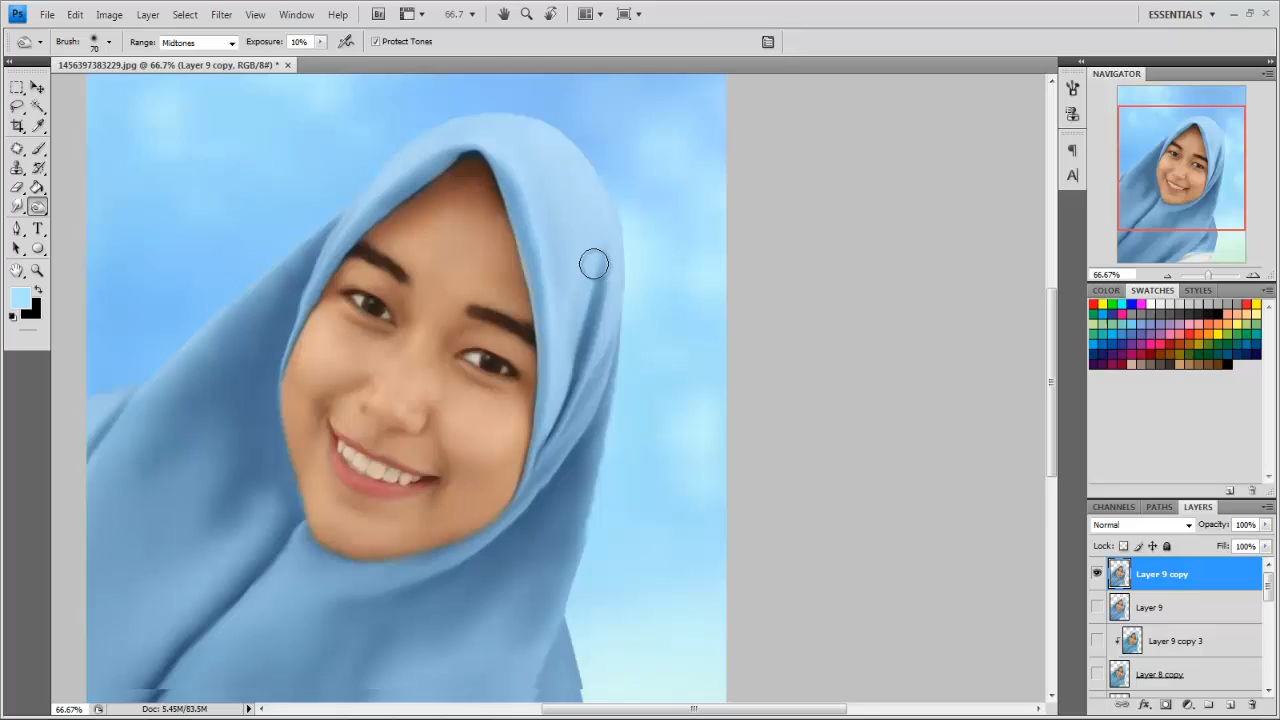 Ps File Edit Image Layer Select Filter View Window Help Br 66.7 ESSENTIALS
Brush: 70 Range: Midtones Exposure: 10% Protect Tones
1456397383229.jpg @ 66.7% (Layer 9 copy, RGB/8#) *
NAVIGATOR
66.67%
COLOR SWATCHES STYLES
CHANNELS PATHS LAYERS
Normal Opacity: 100%
Lock: Fill: 100%
Layer 9 copy
Layer 9
Layer 9 copy 3
Layer 8 copy
66.67% Doc: 5.45M/83.5M